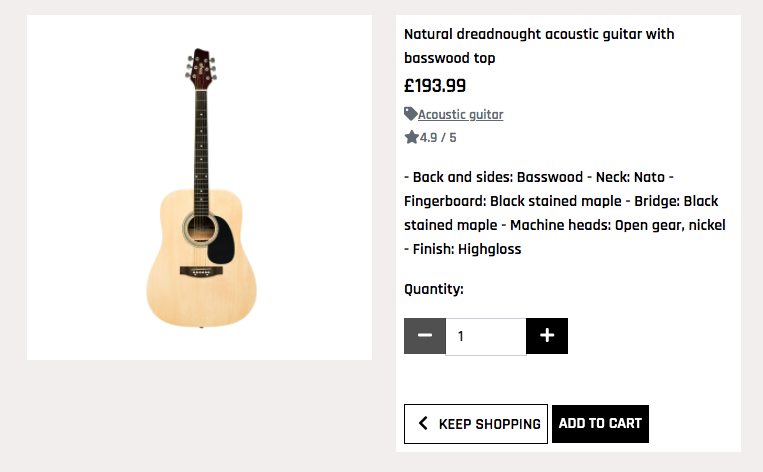 Natural dreadnought acoustic guitar with
basswood top
£193.99
Acoustic guitar
4.9 / 5
- Back and sides: Basswood - Neck: Nato -
Fingerboard: Black stained maple - Bridge: Black
stained maple - Machine heads: Open gear, nickel
- Finish: Highgloss
Quantity:
1
KEEP SHOPPING
ADD TO CART